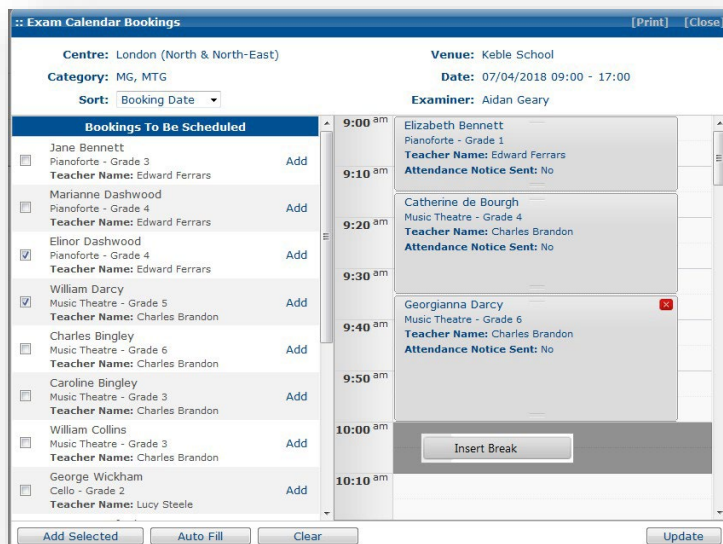 :: Exam Calendar Bookings [Print] [Close]
Centre: London (North & North-East) Venue: Keble School
Category: MG, MTG Date: 07/04/2018 09:00 - 17:00
Sort: Booking Date Examiner: Aidan Geary
Bookings To Be Scheduled
Jane Bennett
Pianoforte - Grade 3 Add
Teacher Name: Edward Ferrars
Marianne Dashwood
Pianoforte - Grade 4 Add
Teacher Name: Edward Ferrars
Elinor Dashwood
Pianoforte - Grade 4 Add
Teacher Name: Edward Ferrars
William Darcy
Music Theatre - Grade 5 Add
Teacher Name: Charles Brandon
Charles Bingley
Music Theatre - Grade 6 Add
Teacher Name: Charles Brandon
Caroline Bingley
Music Theatre - Grade 3 Add
Teacher Name: Charles Brandon
William Collins
Music Theatre - Grade 3 Add
Teacher Name: Charles Brandon
George Wickham
Cello - Grade 2 Add
Teacher Name: Lucy Steele
9:00 am
Elizabeth Bennett
Pianoforte - Grade 1
Teacher Name: Edward Ferrars
9:10 am
Attendance Notice Sent: No
Catherine de Bourgh
Music Theatre - Grade 4
9:20 am
Teacher Name: Charles Brandon
Attendance Notice Sent: No
9:30 am
Georgianna Darcy
Music Theatre - Grade 6
9:40 am
Teacher Name: Charles Brandon
Attendance Notice Sent: No
9:50 am
10:00 am
Insert Break
10:10 am
Add Selected Auto Fill Clear Update